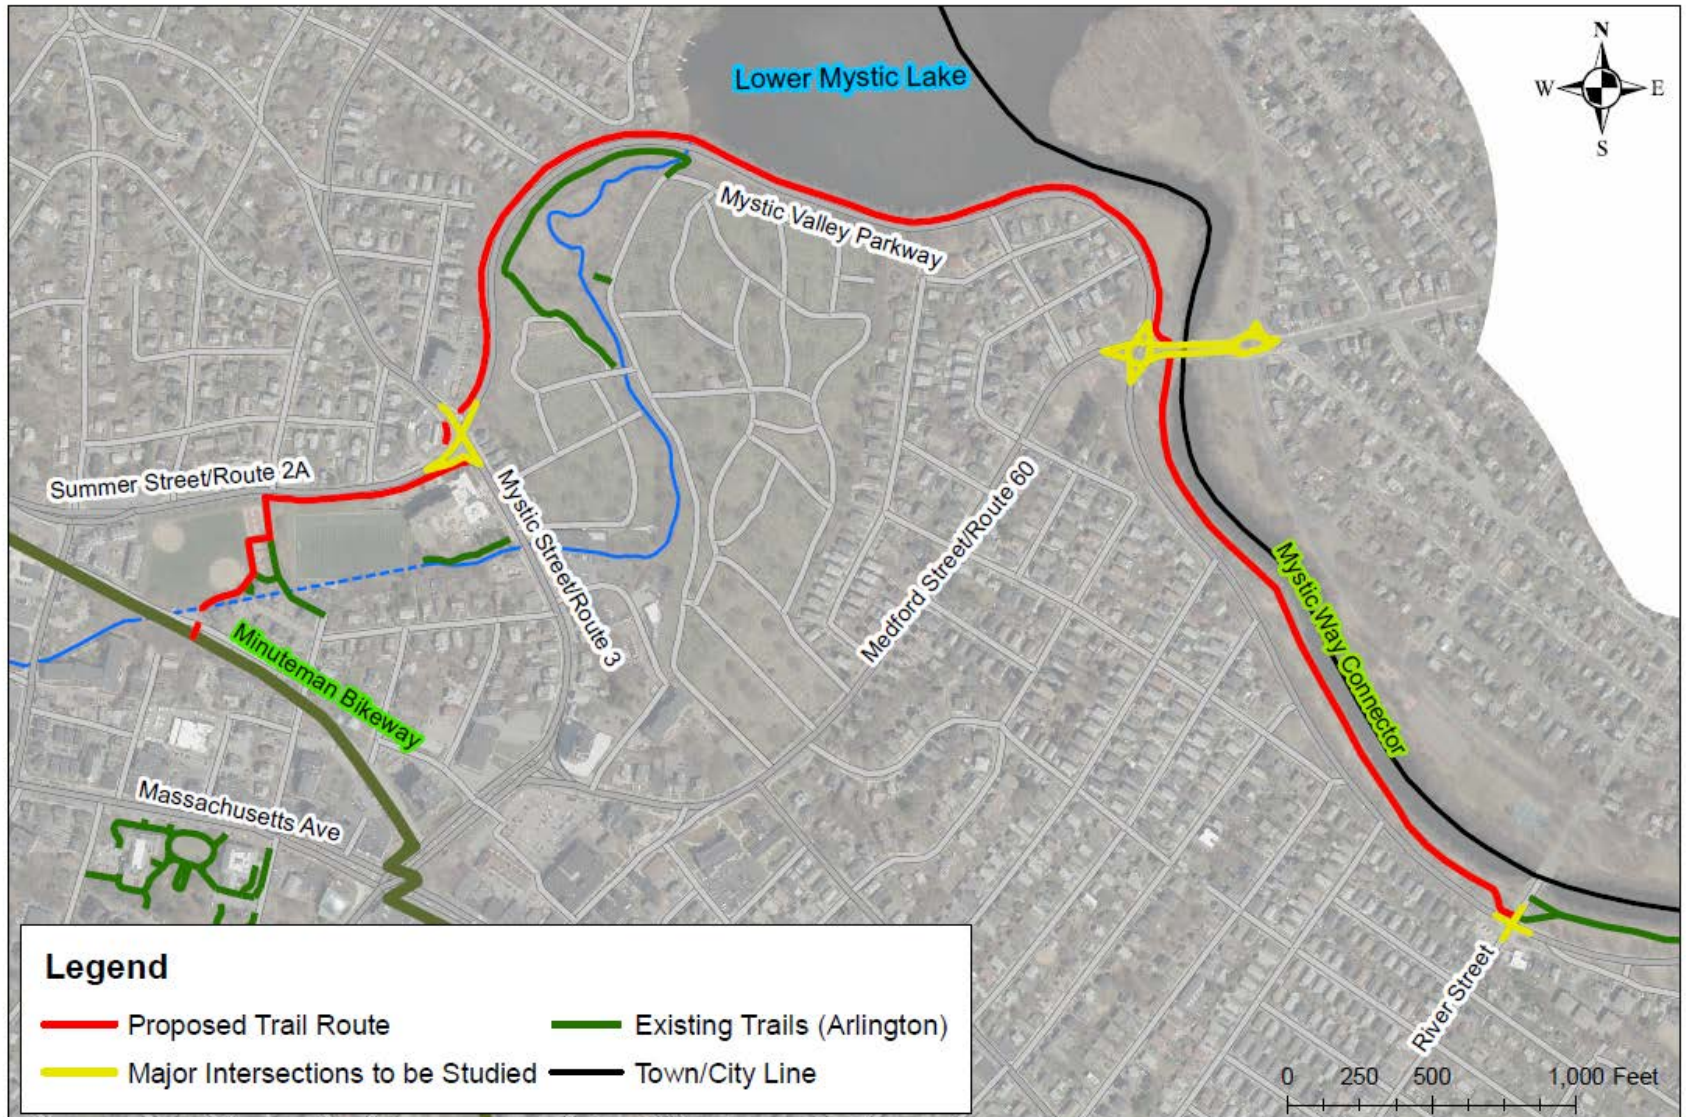 Lower Mystic Lake
N
W E
S
Mystic Valley Parkway
Summer Street/Route 2A
Mystic Street/Route 3
Medford Street/Route 60
Minuteman Bikeway
Mystic Way Connector
Massachusetts Ave
River Street
Legend
Proposed Trail Route
Existing Trails (Arlington)
Major Intersections to be Studied
Town/City Line
0 250 500 1,000 Feet